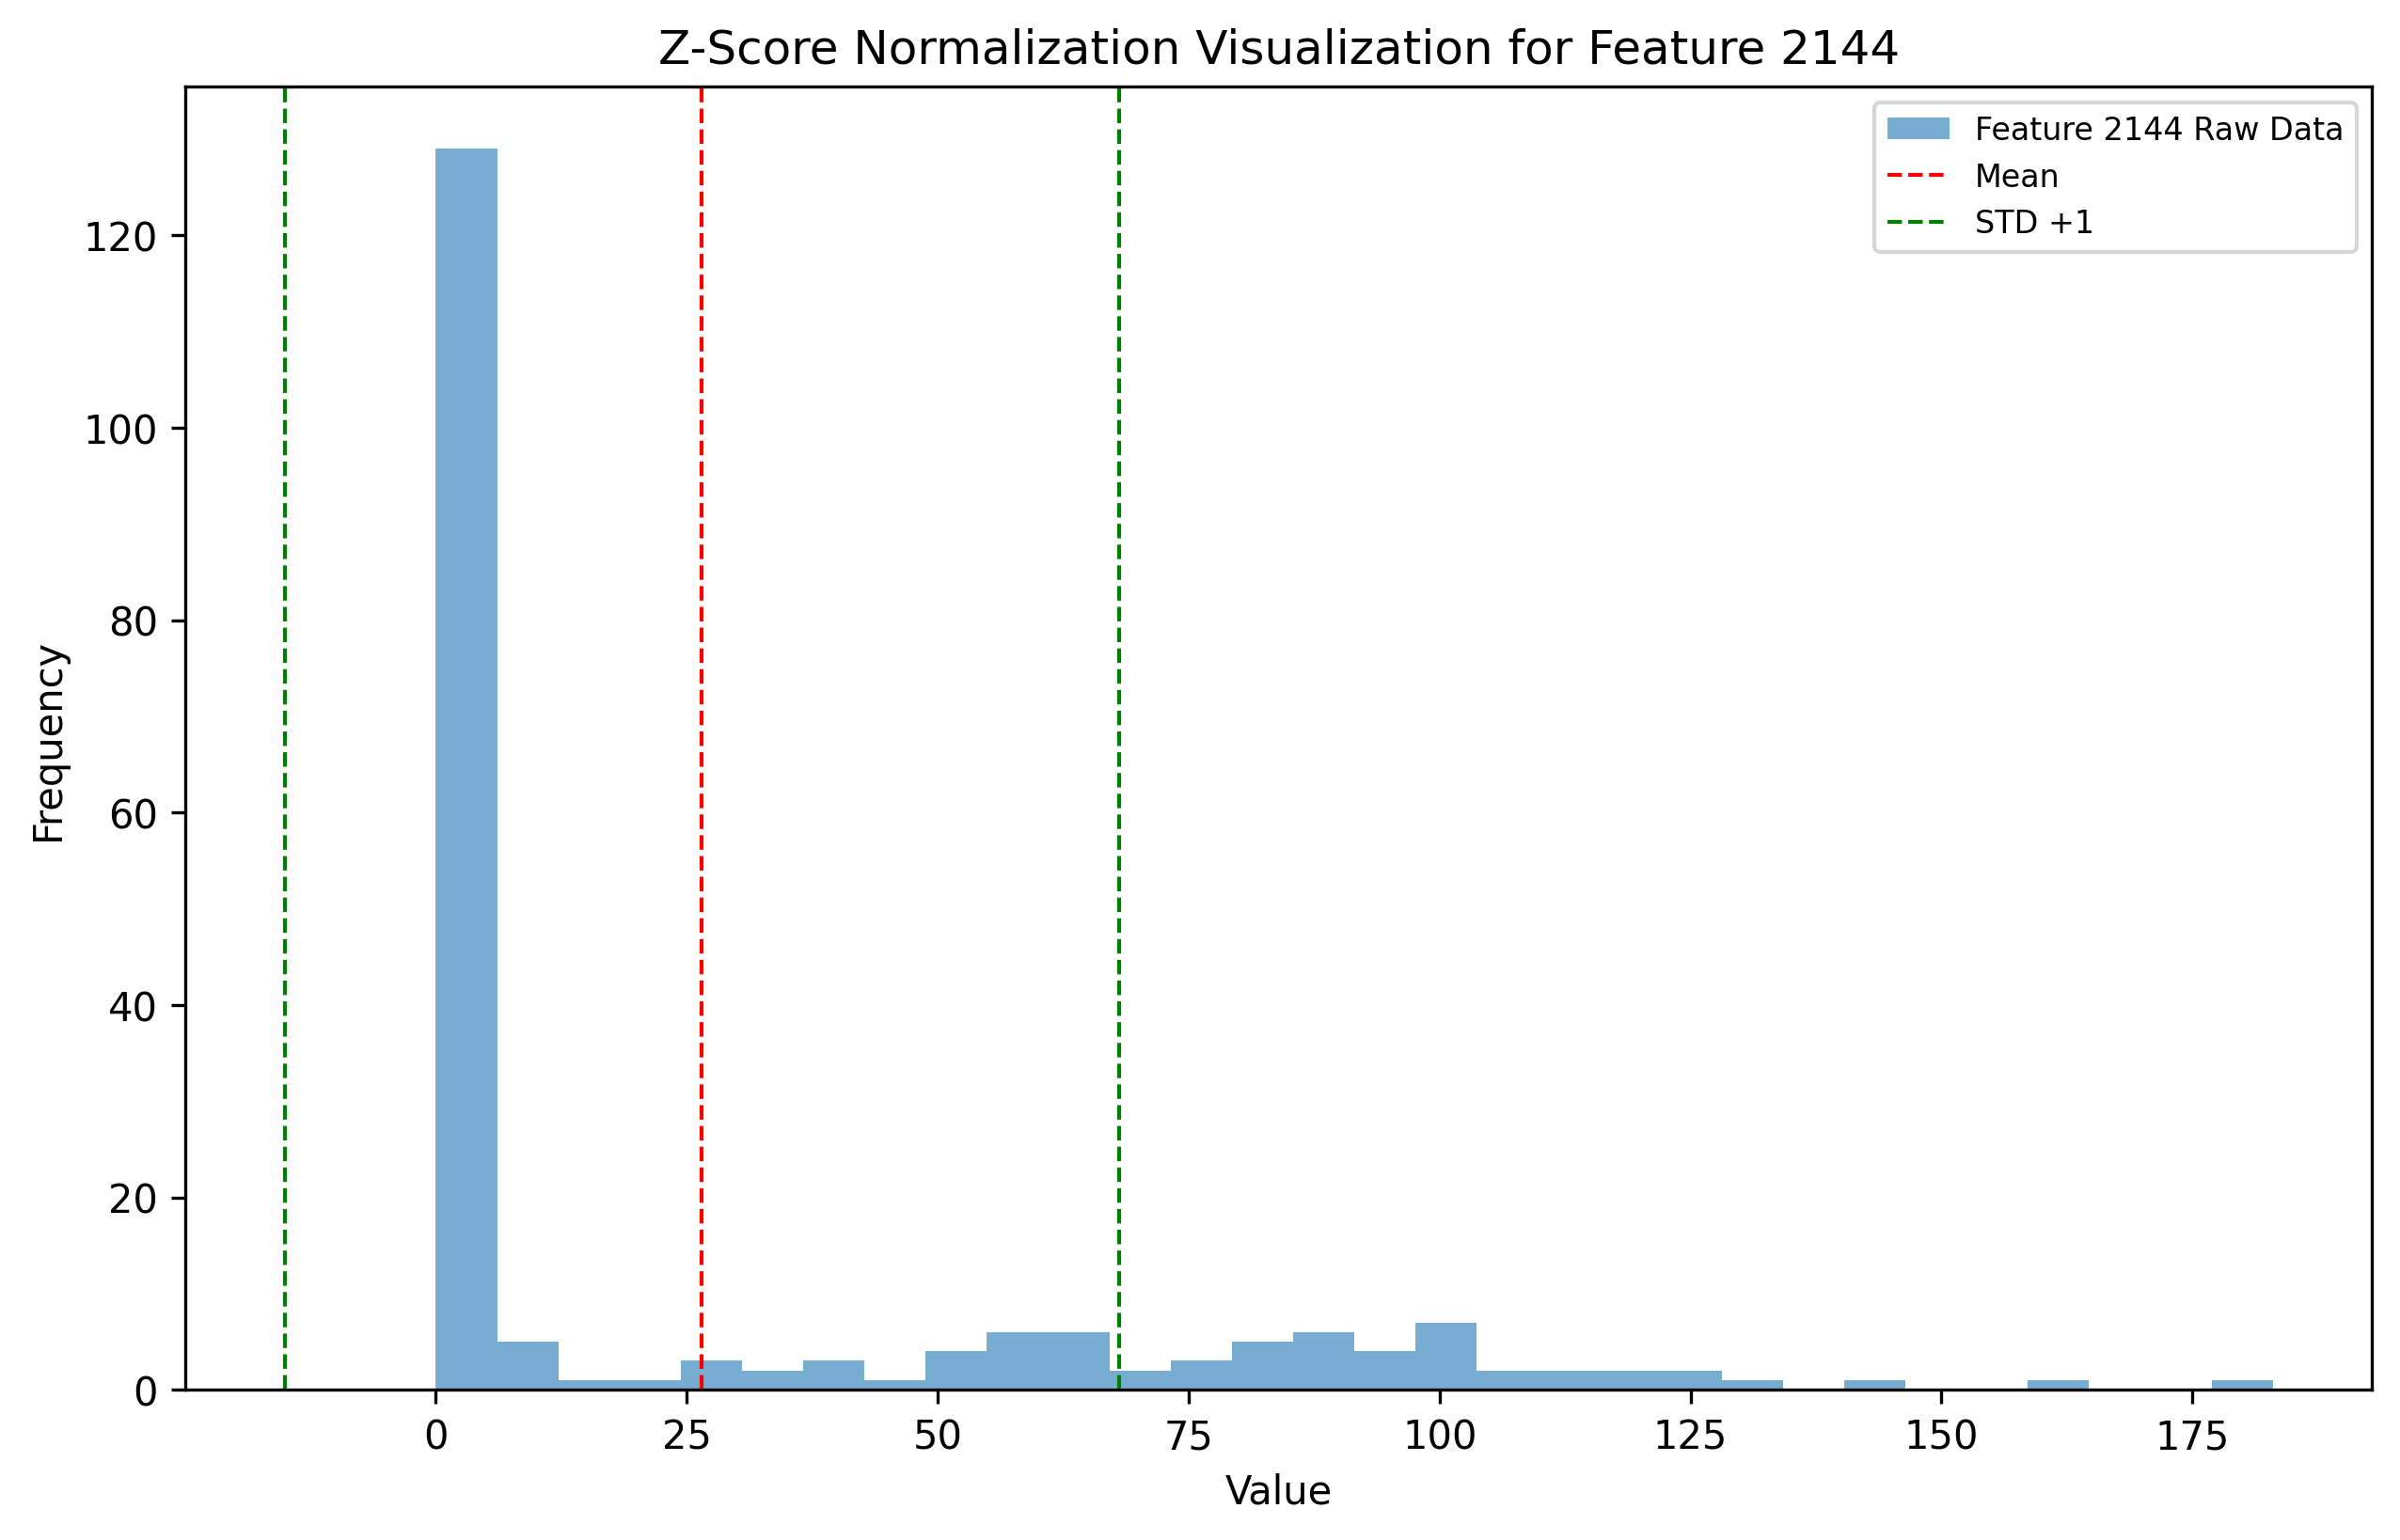 Z-Score Normalization Visualization for Feature 2144
Feature 2144 Raw Data
Mean
STD +1
120
100
80
60
40
20
0
Frequency
0 25 50 75 100 125 150 175
Value